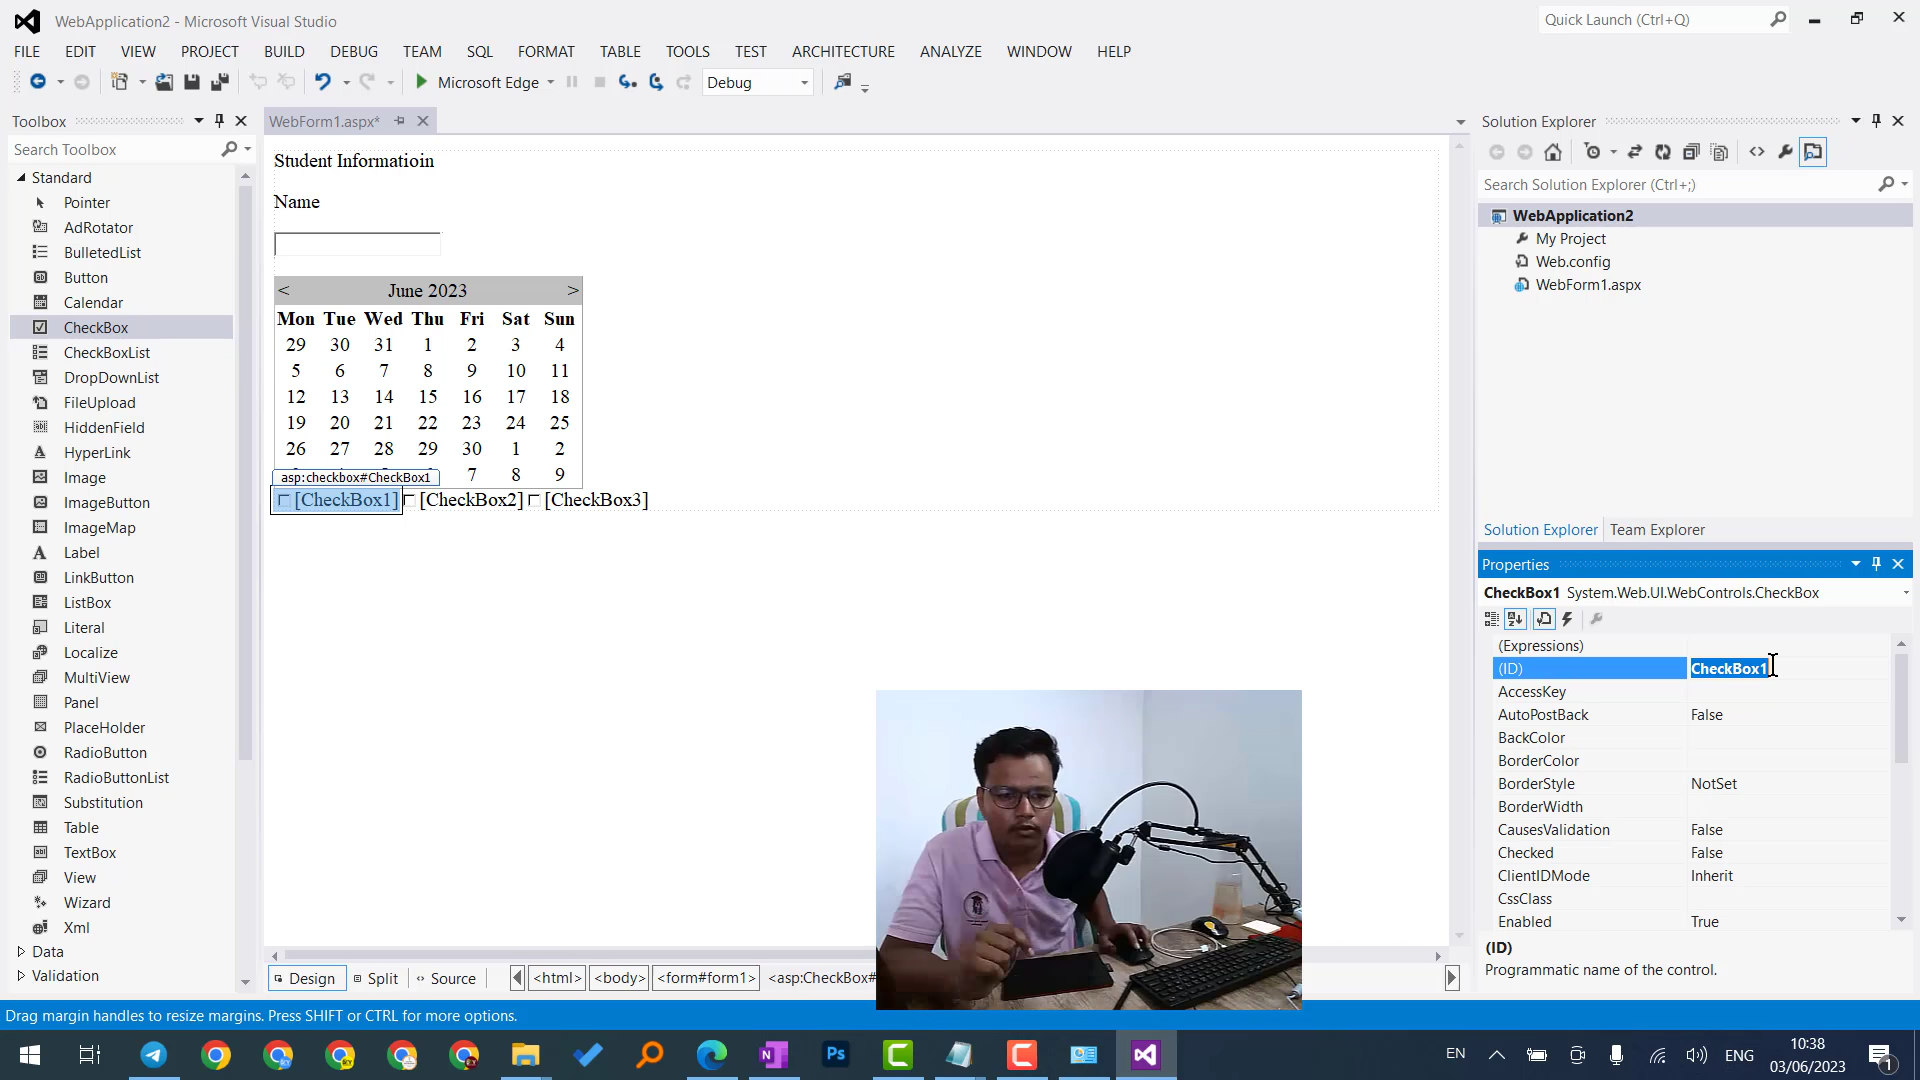 WebApplication2 - Microsoft Visual Studio
Quick Launch (Ctrl+Q)
FILE EDIT VIEW PROJECT BUILD DEBUG TEAM SQL FORMAT TABLE TOOLS TEST ARCHITECTURE ANALYZE WINDOW HELP
Microsoft Edge
Debug
Toolbox
Search Toolbox
Standard
Pointer
AdRotator
BulletedList
Button
Calendar
CheckBox
CheckBoxList
DropDownList
FileUpload
HiddenField
HyperLink
Image
ImageButton
ImageMap
Label
LinkButton
ListBox
Literal
Localize
MultiView
Panel
PlaceHolder
RadioButton
RadioButtonList
Substitution
Table
TextBox
View
Wizard
Xml
Data
Validation
WebForm1.aspx*
Student Informatioin
Name
< June 2023 >
Mon Tue Wed Thu Fri Sat Sun
29 30 31 1 2 3 4
5 6 7 8 9 10 11
12 13 14 15 16 17 18
19 20 21 22 23 24 25
26 27 28 29 30 1 2
7 8 9
asp:checkbox#CheckBox1
[CheckBox1] [CheckBox2] [CheckBox3]
Design Split Source <html> <body> <form#form1> <asp:CheckBox#
Solution Explorer
Search Solution Explorer (Ctrl+;)
WebApplication2
My Project
Web.config
WebForm1.aspx
Solution Explorer Team Explorer
Properties
CheckBox1 System.Web.UI.WebControls.CheckBox
(Expressions)
(ID) CheckBox1
AccessKey
AutoPostBack False
BackColor
BorderColor
BorderStyle NotSet
BorderWidth
CausesValidation False
Checked False
ClientIDMode Inherit
CssClass
Enabled True
(ID)
Programmatic name of the control.
Drag margin handles to resize margins. Press SHIFT or CTRL for more options.
EN
ENG
10:38
03/06/2023
1